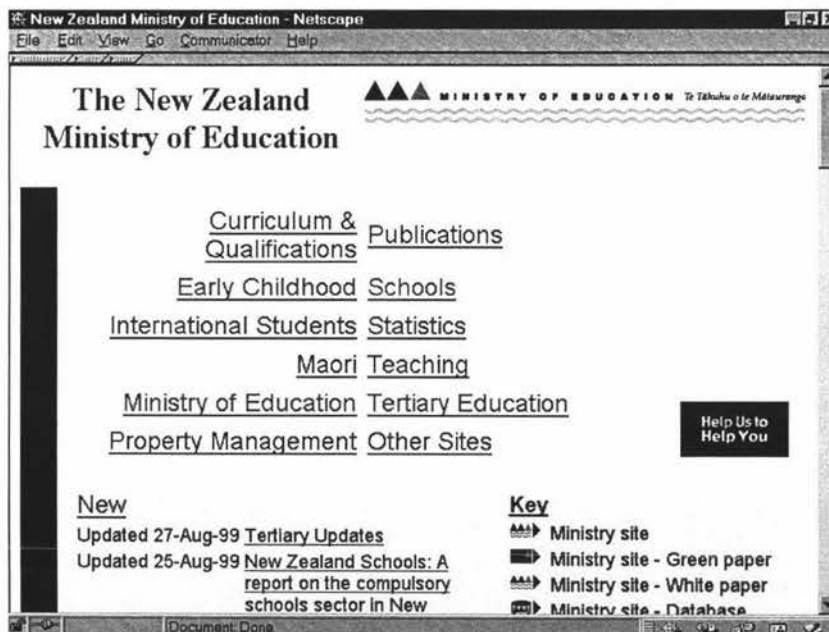 New Zealand Ministry of Education - Netscape
File Edit View Go Communicator Help
The New Zealand
Ministry of Education
MINISTRY OF EDUCATION Te Tāhuhu o te Mātauranga
Curriculum &
Qualifications
Publications
Early Childhood Schools
International Students Statistics
Maori Teaching
Ministry of Education Tertiary Education
Property Management Other Sites
Help Us to
Help You
New
Updated 27-Aug-99 Tertiary Updates
Updated 25-Aug-99 New Zealand Schools: A
report on the compulsory
schools sector in New
Key
Ministry site
Ministry site - Green paper
Ministry site - White paper
Ministry site - Database
Document: Done